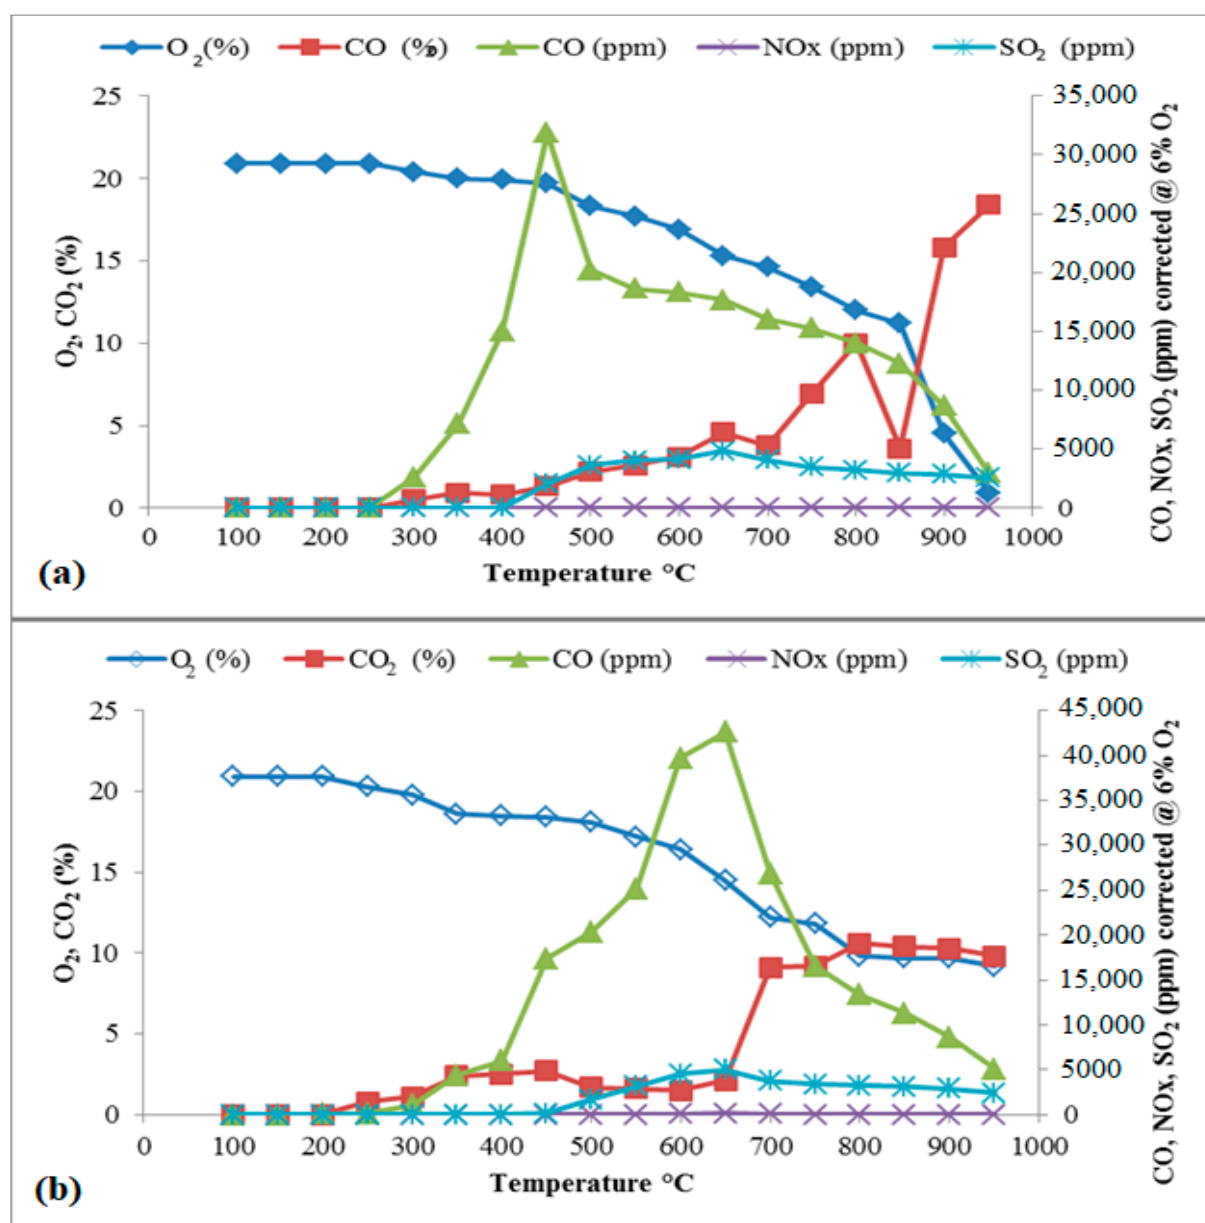 O₂(%) CO (%) CO (ppm) NOx (ppm) SO₂ (ppm)
25 35,000
30,000
20
25,000
15 20,000
15,000
10
10,000
5
5000
0 0
O₂, CO₂ (%)
CO, NOx, SO₂ (ppm) corrected @ 6% O₂
0 100 200 300 400 500 600 700 800 900 1000
Temperature °C
(a)
O₂ (%) CO₂ (%) CO (ppm) NOx (ppm) SO₂ (ppm)
25 45,000
40,000
20 35,000
30,000
15
25,000
20,000
10
15,000
5 10,000
5000
0 0
O₂, CO₂ (%)
CO, NOx, SO₂ (ppm) corrected @ 6% O₂
0 100 200 300 400 500 600 700 800 900 1000
Temperature °C
(b)